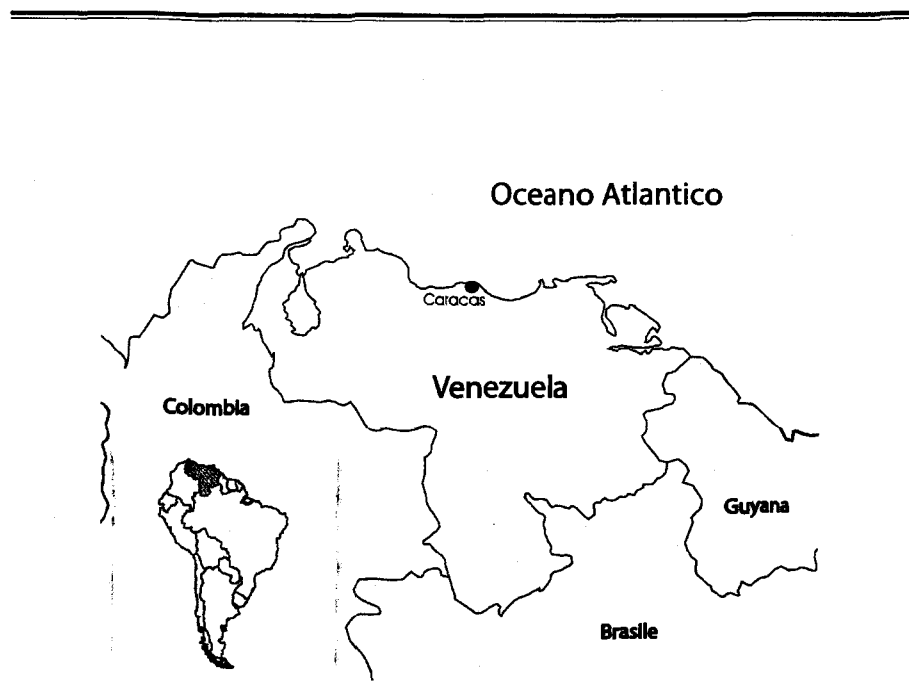 Oceano Atlantico
Caracas
Venezuela
Colombia
Guyana
Brasile